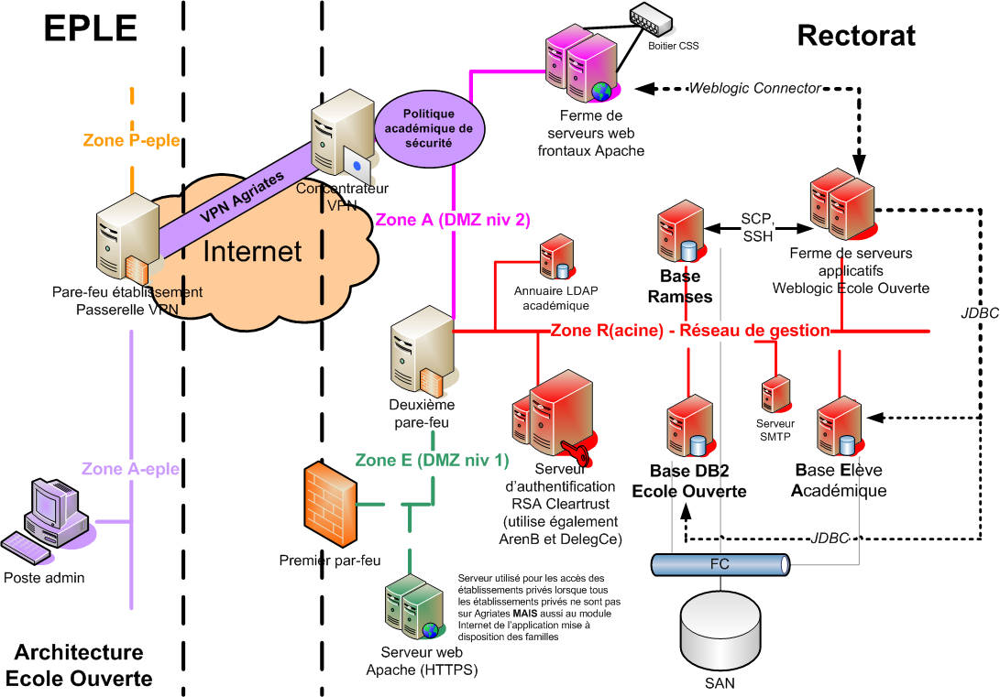 EPLE
Rectorat
Boitier CSS
Weblogic Connector
Ferme de
serveurs web
frontaux Apache
Politique
académique de
sécurité
Zone P-eple
VPN Agriates
Concentrateur
VPN
Internet
Pare-feu établissement
Passerelle VPN
Zone A (DMZ niv 2)
SCP,
SSH
Base
Ramses
Ferme de serveurs
applicatifs
Weblogic Ecole Ouverte
Annuaire LDAP
académique
JDBC
Zone R(acine) - Réseau de gestion
Deuxième
pare-feu
Serveur
SMTP
Zone E (DMZ niv 1)
Zone A-eple
Serveur
d'authentification
RSA Cleartrust
(utilise également
ArenB et DelegCe)
Base DB2
Ecole Ouverte
Base Elève
Académique
JDBC
Poste admin
Premier par-feu
FC
Serveur utilisé pour les accès des
établissements privés lorsque tous
les établissements privés ne sont pas
sur Agriates MAIS aussi au module
Internet de l'application mise à
disposition des familles
Serveur web
Apache (HTTPS)
SAN
Architecture
Ecole Ouverte